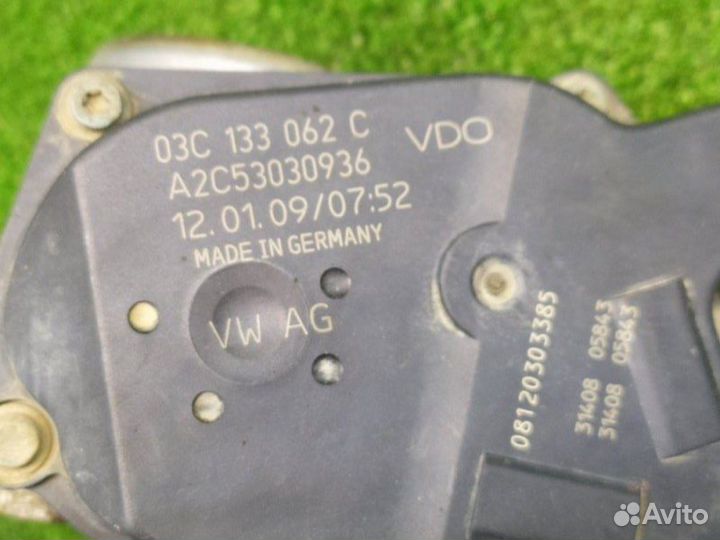 03C 133 062 C VDO
A2C53030936
12.01.09/07:52
MADE IN GERMANY
VW AG
08120303385
31408 05843
31408 05843
Avito